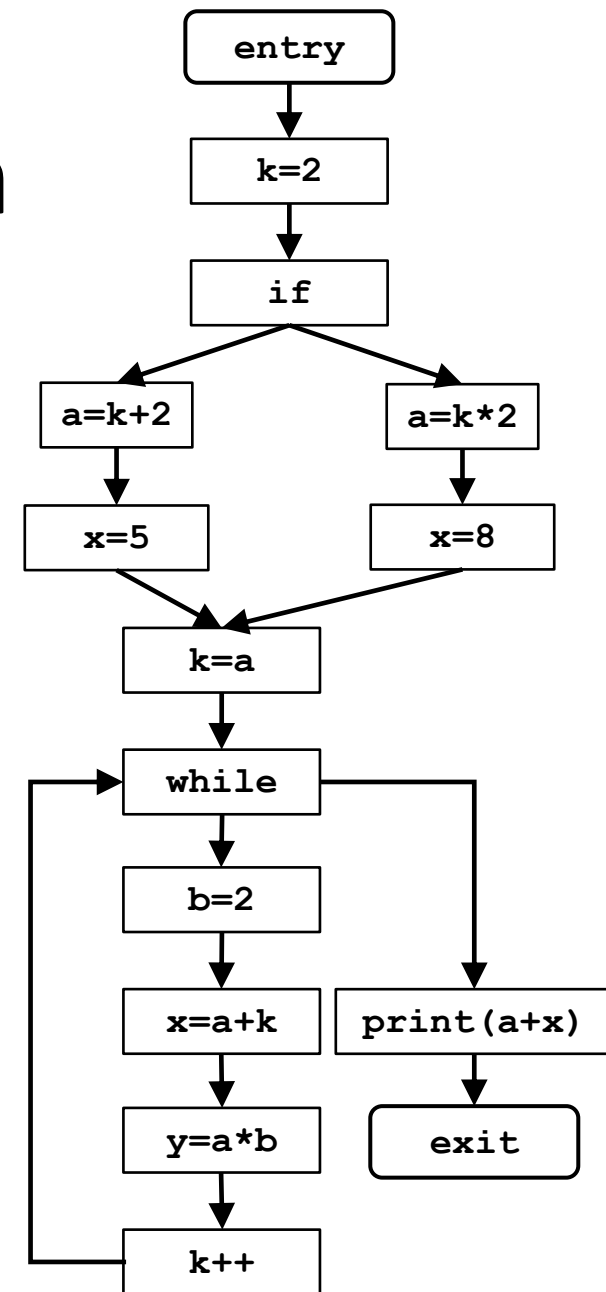 entry
k=2
if
a=k+2
a=k*2
x=5
x=8
k=a
while
b=2
x=a+k
print(a+x)
y=a*b
exit
k++